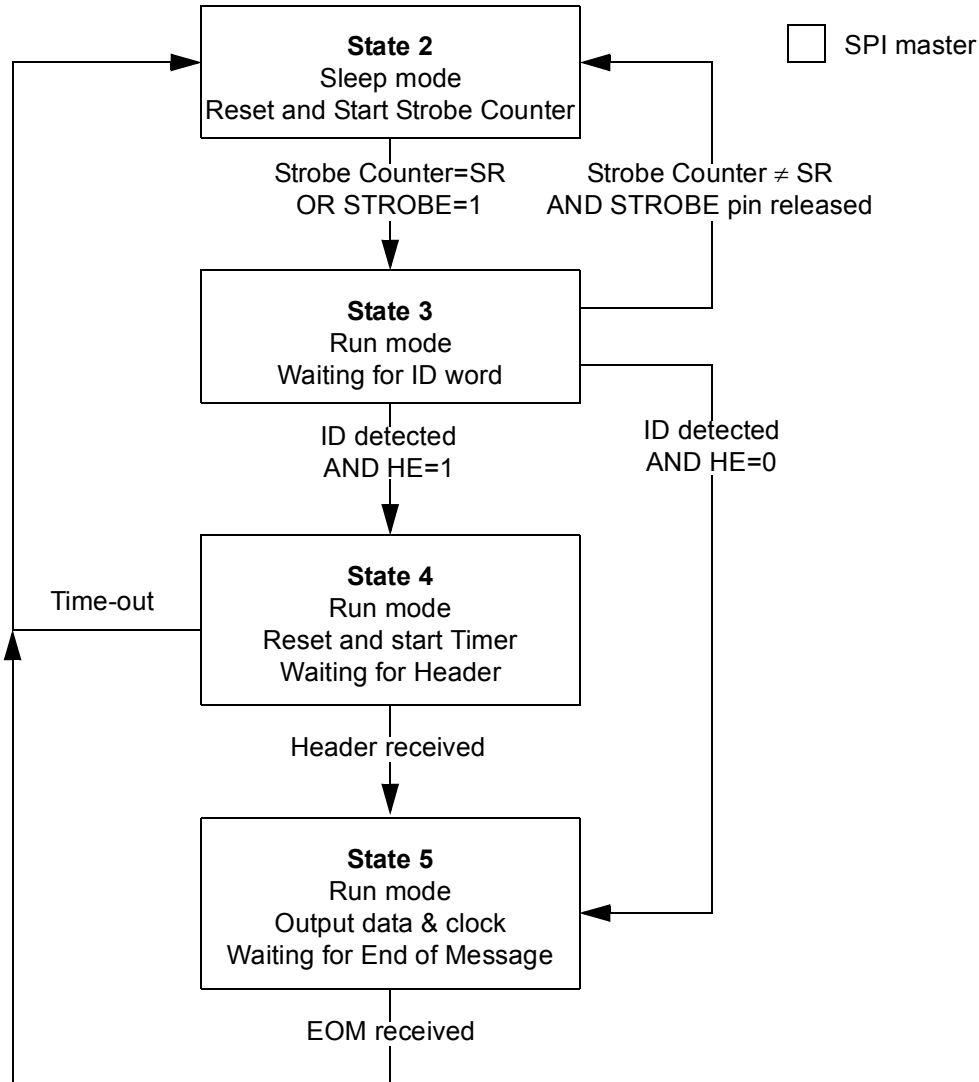 State 2
Sleep mode
Reset and Start Strobe Counter
SPI master
Strobe Counter=SR
OR STROBE=1
Strobe Counter ≠ SR
AND STROBE pin released
State 3
Run mode
Waiting for ID word
ID detected
AND HE=1
ID detected
AND HE=0
State 4
Run mode
Reset and start Timer
Waiting for Header
Time-out
Header received
State 5
Run mode
Output data & clock
Waiting for End of Message
EOM received